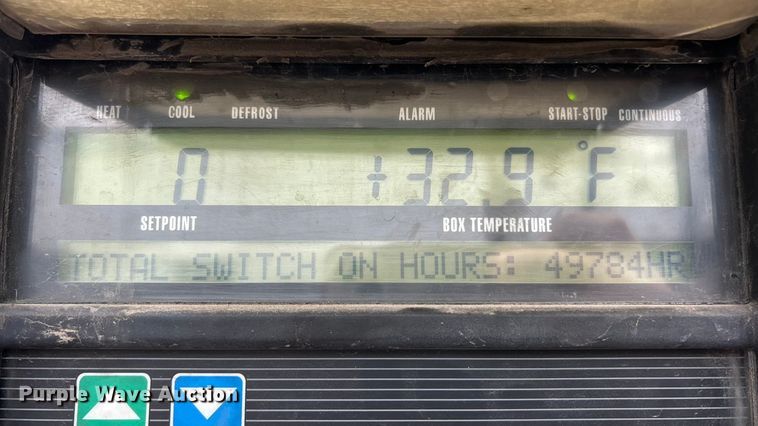 HEAT COOL DEFROST ALARM START-STOP CONTINUOUS
0 +32.9 °F
SETPOINT BOX TEMPERATURE
TOTAL SWITCH ON HOURS: 49784HR
Purple Wave Auction